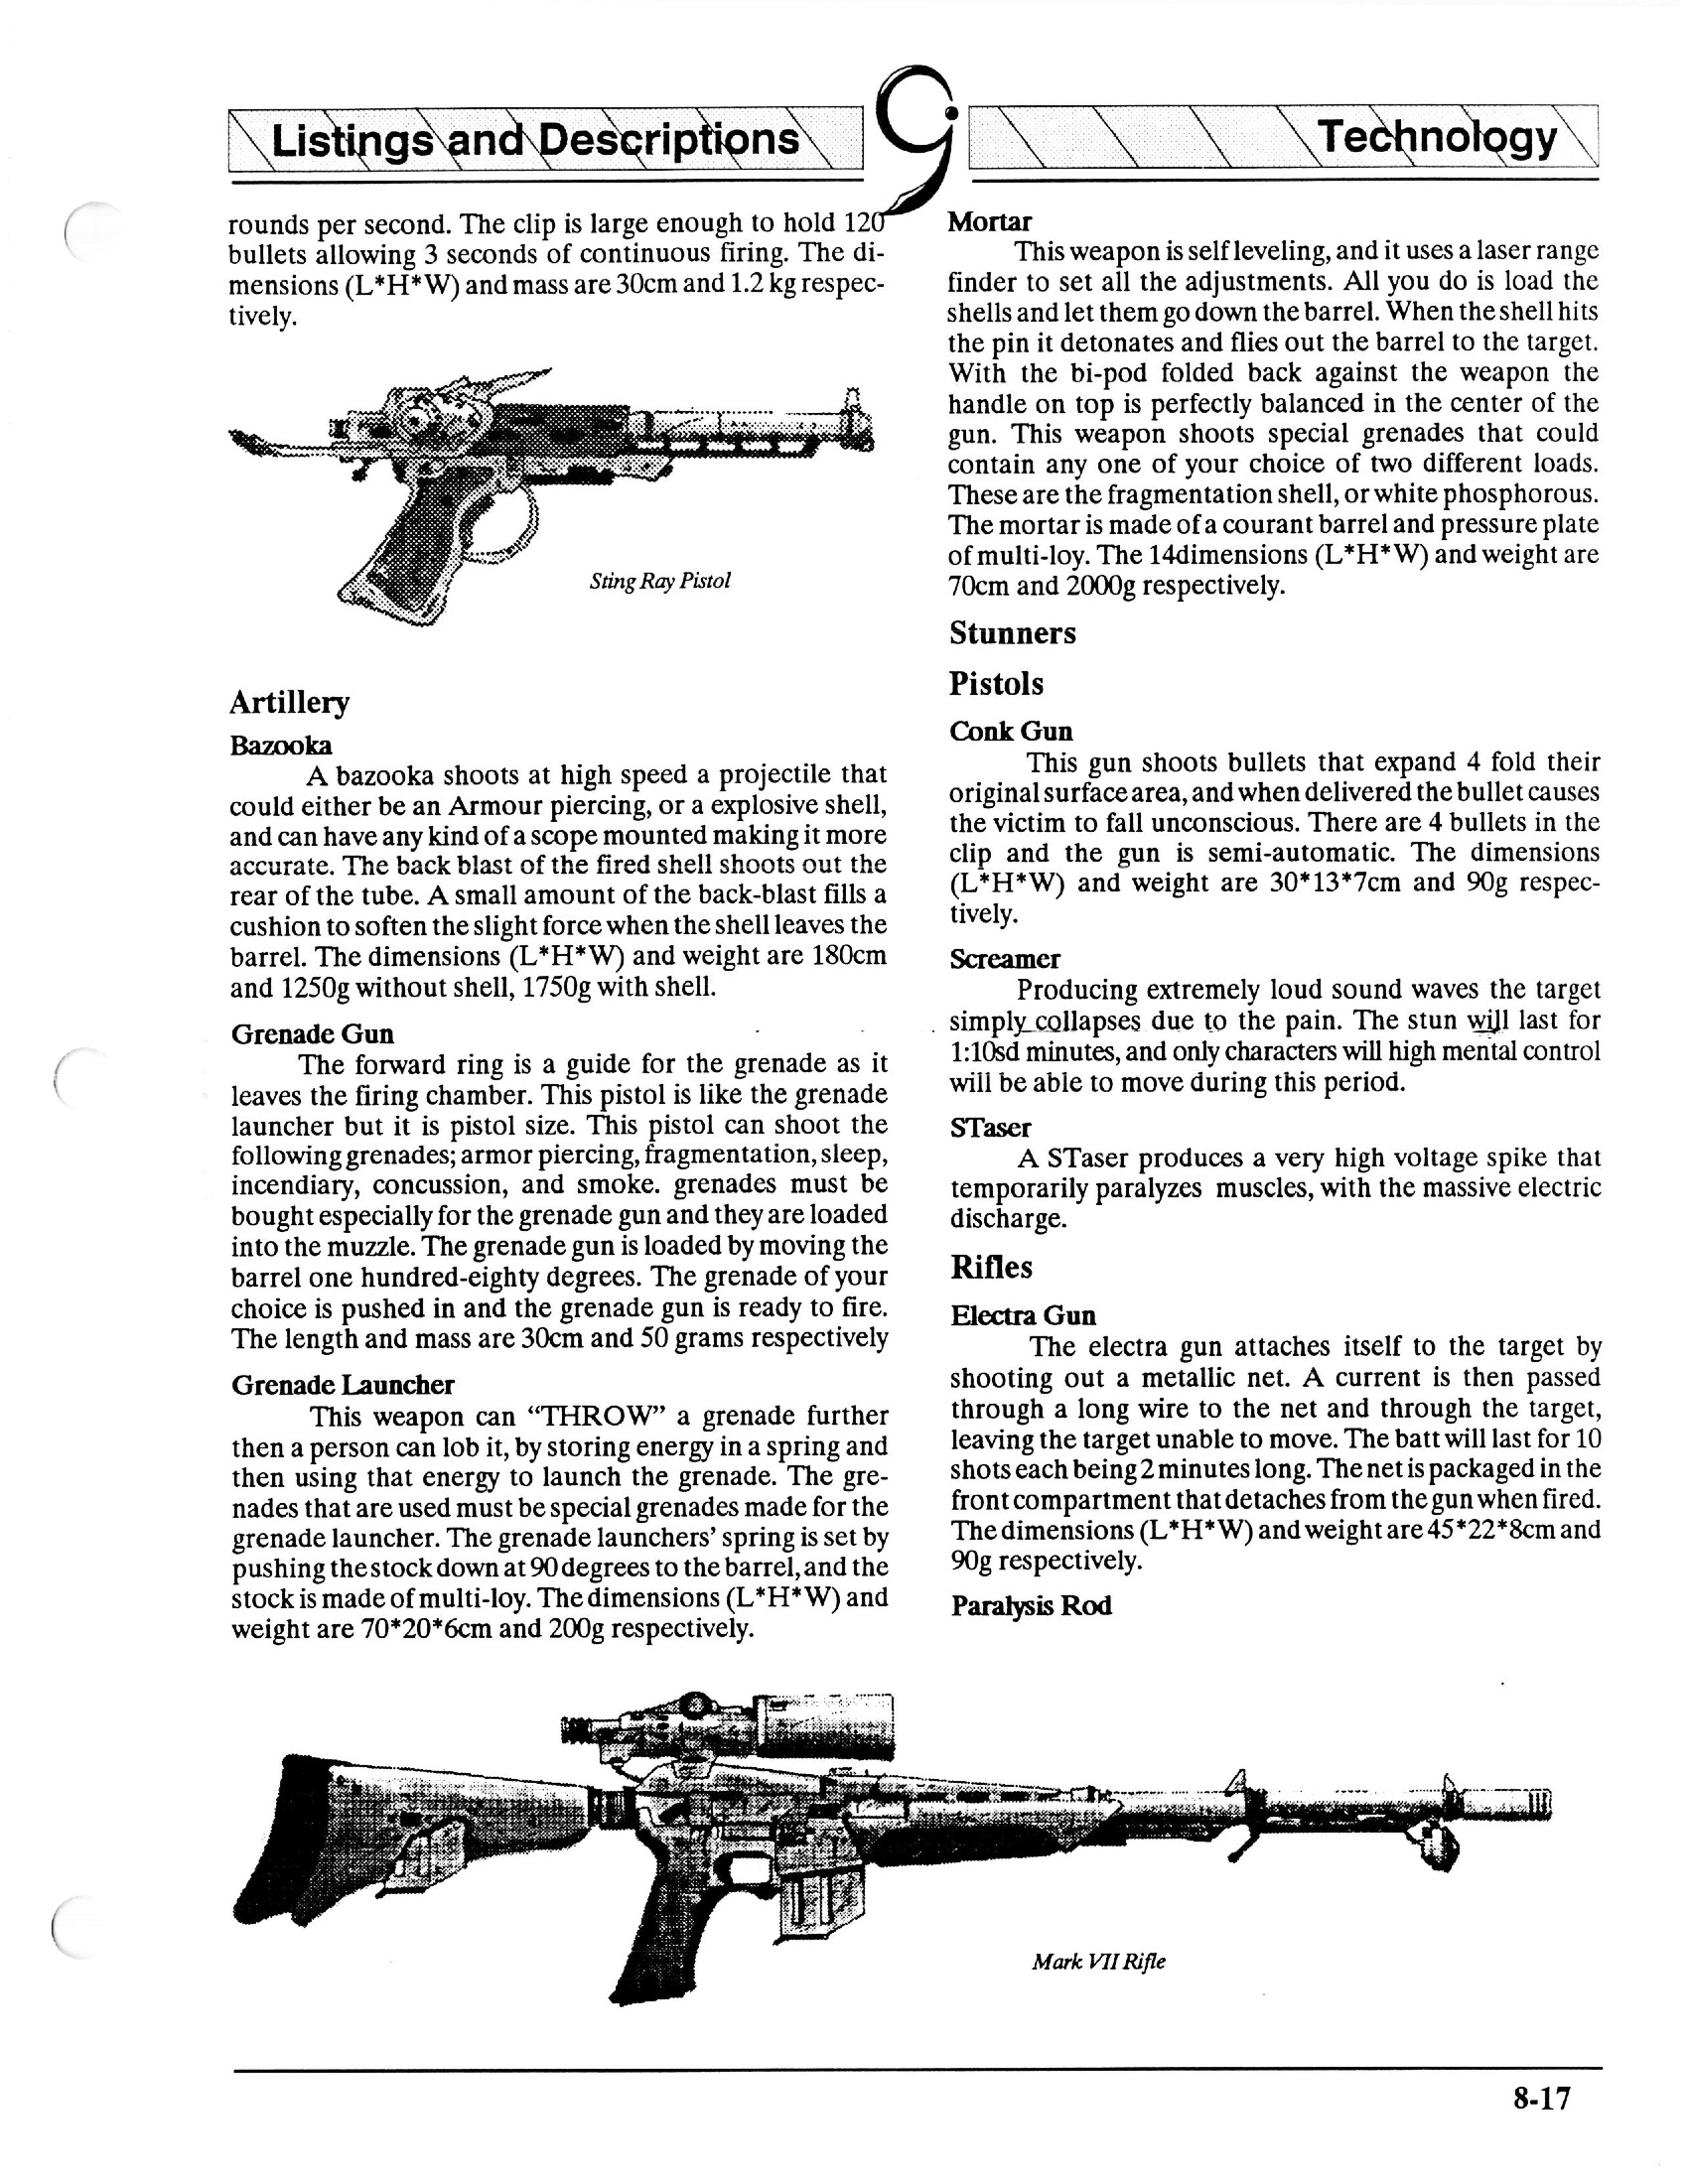 Listings and Descriptions
9
Technology
rounds per second. The clip is large enough to hold 120
bullets allowing 3 seconds of continuous firing. The di-
mensions (L*H*W) and mass are 30cm and 1.2 kg respec-
tively.
Sting Ray Pistol
Artillery
Bazooka
A bazooka shoots at high speed a projectile that
could either be an Armour piercing, or a explosive shell,
and can have any kind of a scope mounted making it more
accurate. The back blast of the fired shell shoots out the
rear of the tube. A small amount of the back-blast fills a
cushion to soften the slight force when the shell leaves the
barrel. The dimensions (L*H*W) and weight are 180cm
and 1250g without shell, 1750g with shell.
Grenade Gun
The forward ring is a guide for the grenade as it
leaves the firing chamber. This pistol is like the grenade
launcher but it is pistol size. This pistol can shoot the
following grenades; armor piercing, fragmentation, sleep,
incendiary, concussion, and smoke. grenades must be
bought especially for the grenade gun and they are loaded
into the muzzle. The grenade gun is loaded by moving the
barrel one hundred-eighty degrees. The grenade of your
choice is pushed in and the grenade gun is ready to fire.
The length and mass are 30cm and 50 grams respectively
Grenade Launcher
This weapon can “THROW” a grenade further
then a person can lob it, by storing energy in a spring and
then using that energy to launch the grenade. The gre-
nades that are used must be special grenades made for the
grenade launcher. The grenade launchers’ spring is set by
pushing the stock down at 90 degrees to the barrel, and the
stock is made of multi-loy. The dimensions (L*H*W) and
weight are 70*20*6cm and 200g respectively.
Mortar
This weapon is self leveling, and it uses a laser range
finder to set all the adjustments. All you do is load the
shells and let them go down the barrel. When the shell hits
the pin it detonates and flies out the barrel to the target.
With the bi-pod folded back against the weapon the
handle on top is perfectly balanced in the center of the
gun. This weapon shoots special grenades that could
contain any one of your choice of two different loads.
These are the fragmentation shell, or white phosphorous.
The mortar is made of a courant barrel and pressure plate
of multi-loy. The 14dimensions (L*H*W) and weight are
70cm and 2000g respectively.
Stunners
Pistols
Conk Gun
This gun shoots bullets that expand 4 fold their
original surface area, and when delivered the bullet causes
the victim to fall unconscious. There are 4 bullets in the
clip and the gun is semi-automatic. The dimensions
(L*H*W) and weight are 30*13*7cm and 90g respec-
tively.
Screamer
Producing extremely loud sound waves the target
simply collapses due to the pain. The stun will last for
1:10sd minutes, and only characters will high mental control
will be able to move during this period.
STaser
A STaser produces a very high voltage spike that
temporarily paralyzes muscles, with the massive electric
discharge.
Rifles
Electra Gun
The electra gun attaches itself to the target by
shooting out a metallic net. A current is then passed
through a long wire to the net and through the target,
leaving the target unable to move. The batt will last for 10
shots each being 2 minutes long. The net is packaged in the
front compartment that detaches from the gun when fired.
The dimensions (L*H*W) and weight are 45*22*8cm and
90g respectively.
Paralysis Rod
Mark VII Rifle
8-17